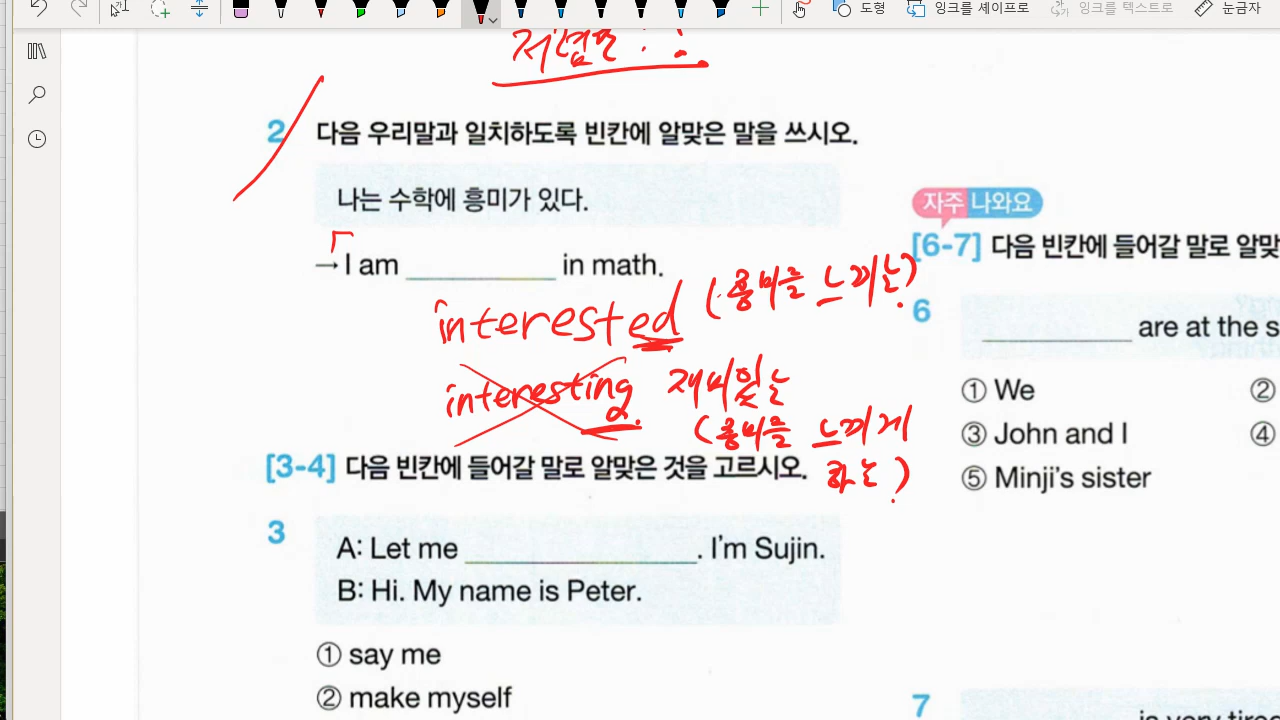 도형
잉크를 셰이프로
잉크를 텍스트로
눈금자
2 다음 우리말과 일치하도록 빈칸에 알맞은 말을 쓰시오.
나는 수학에 흥미가 있다.
→ I am ____________ in math.
interested (흥미를 느끼는)
interesting 재미있는
(흥미를 느끼게
하는)
[3-4] 다음 빈칸에 들어갈 말로 알맞은 것을 고르시오.
3
A: Let me ____________. I'm Sujin.
B: Hi. My name is Peter.
① say me
② make myself
자주 나와요
[6-7] 다음 빈칸에 들어갈 말로 알맞
6
____________ are at the s
① We
②
③ John and I
④
⑤ Minji's sister
7
is very tired